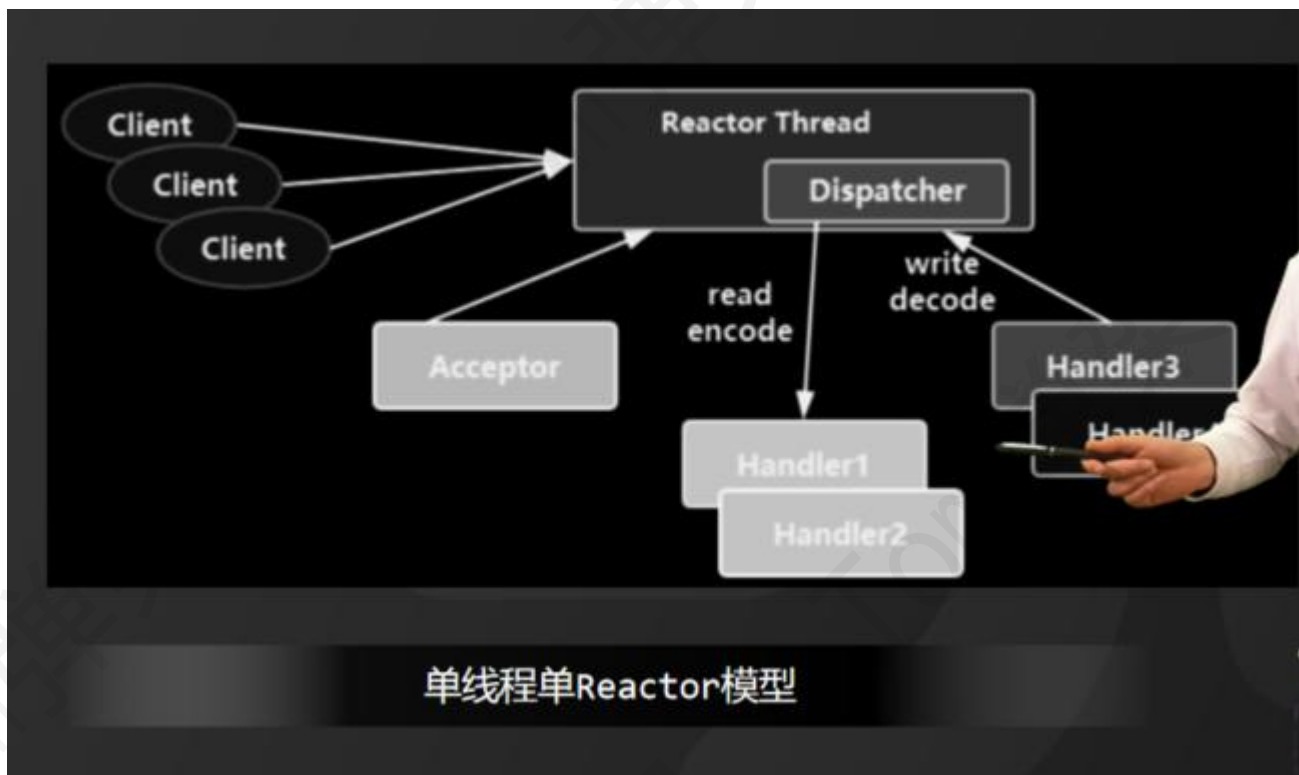 Client
Client
Client
Reactor Thread
Dispatcher
read
encode
write
decode
Acceptor
Handler3
Handler1
Handler2
单线程单Reactor模型